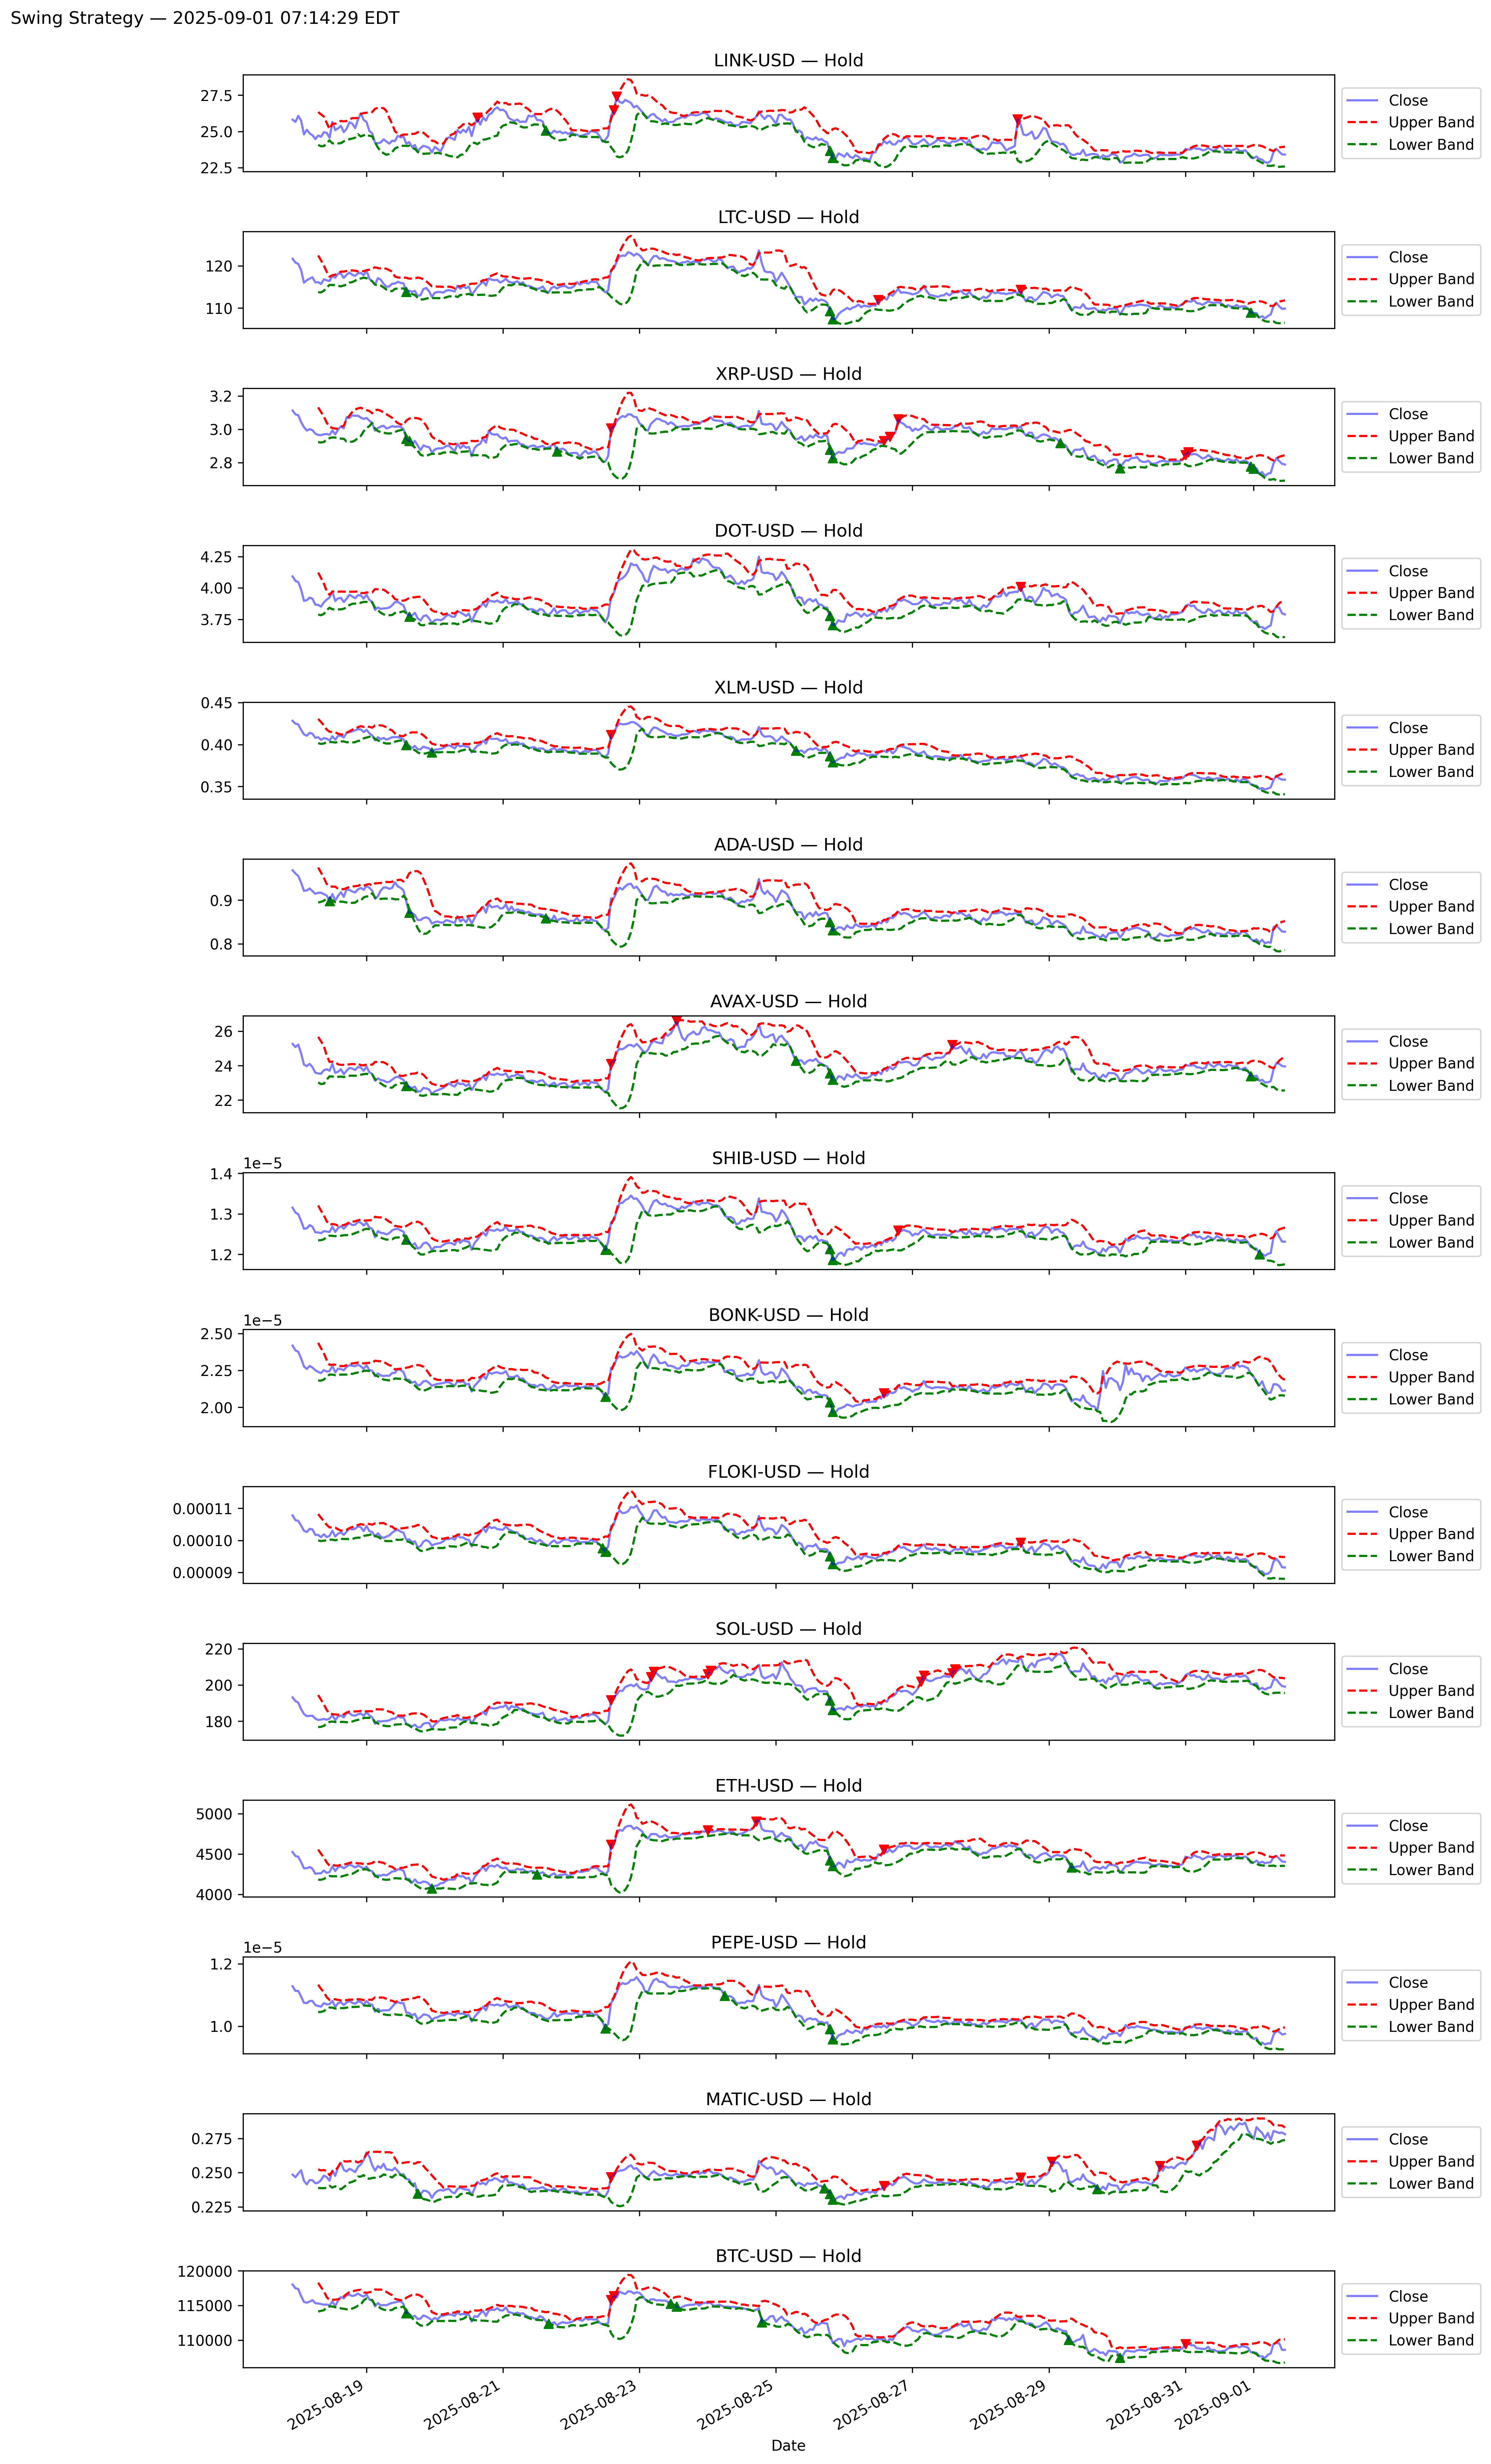 Swing Strategy — 2025-09-01 07:14:29 EDT
LINK-USD — Hold
27.5
25.0
22.5
Close
Upper Band
Lower Band
LTC-USD — Hold
120
110
Close
Upper Band
Lower Band
XRP-USD — Hold
3.2
3.0
2.8
Close
Upper Band
Lower Band
DOT-USD — Hold
4.25
4.00
3.75
Close
Upper Band
Lower Band
XLM-USD — Hold
0.45
0.40
0.35
Close
Upper Band
Lower Band
ADA-USD — Hold
0.9
0.8
Close
Upper Band
Lower Band
AVAX-USD — Hold
26
24
22
Close
Upper Band
Lower Band
SHIB-USD — Hold
1e−5
1.4
1.3
1.2
Close
Upper Band
Lower Band
BONK-USD — Hold
1e−5
2.50
2.25
2.00
Close
Upper Band
Lower Band
FLOKI-USD — Hold
0.00011
0.00010
0.00009
Close
Upper Band
Lower Band
SOL-USD — Hold
220
200
180
Close
Upper Band
Lower Band
ETH-USD — Hold
5000
4500
4000
Close
Upper Band
Lower Band
PEPE-USD — Hold
1e−5
1.2
1.0
Close
Upper Band
Lower Band
MATIC-USD — Hold
0.275
0.250
0.225
Close
Upper Band
Lower Band
BTC-USD — Hold
120000
115000
110000
Close
Upper Band
Lower Band
2025-08-19
2025-08-21
2025-08-23
2025-08-25
2025-08-27
2025-08-29
2025-08-31
2025-09-01
Date